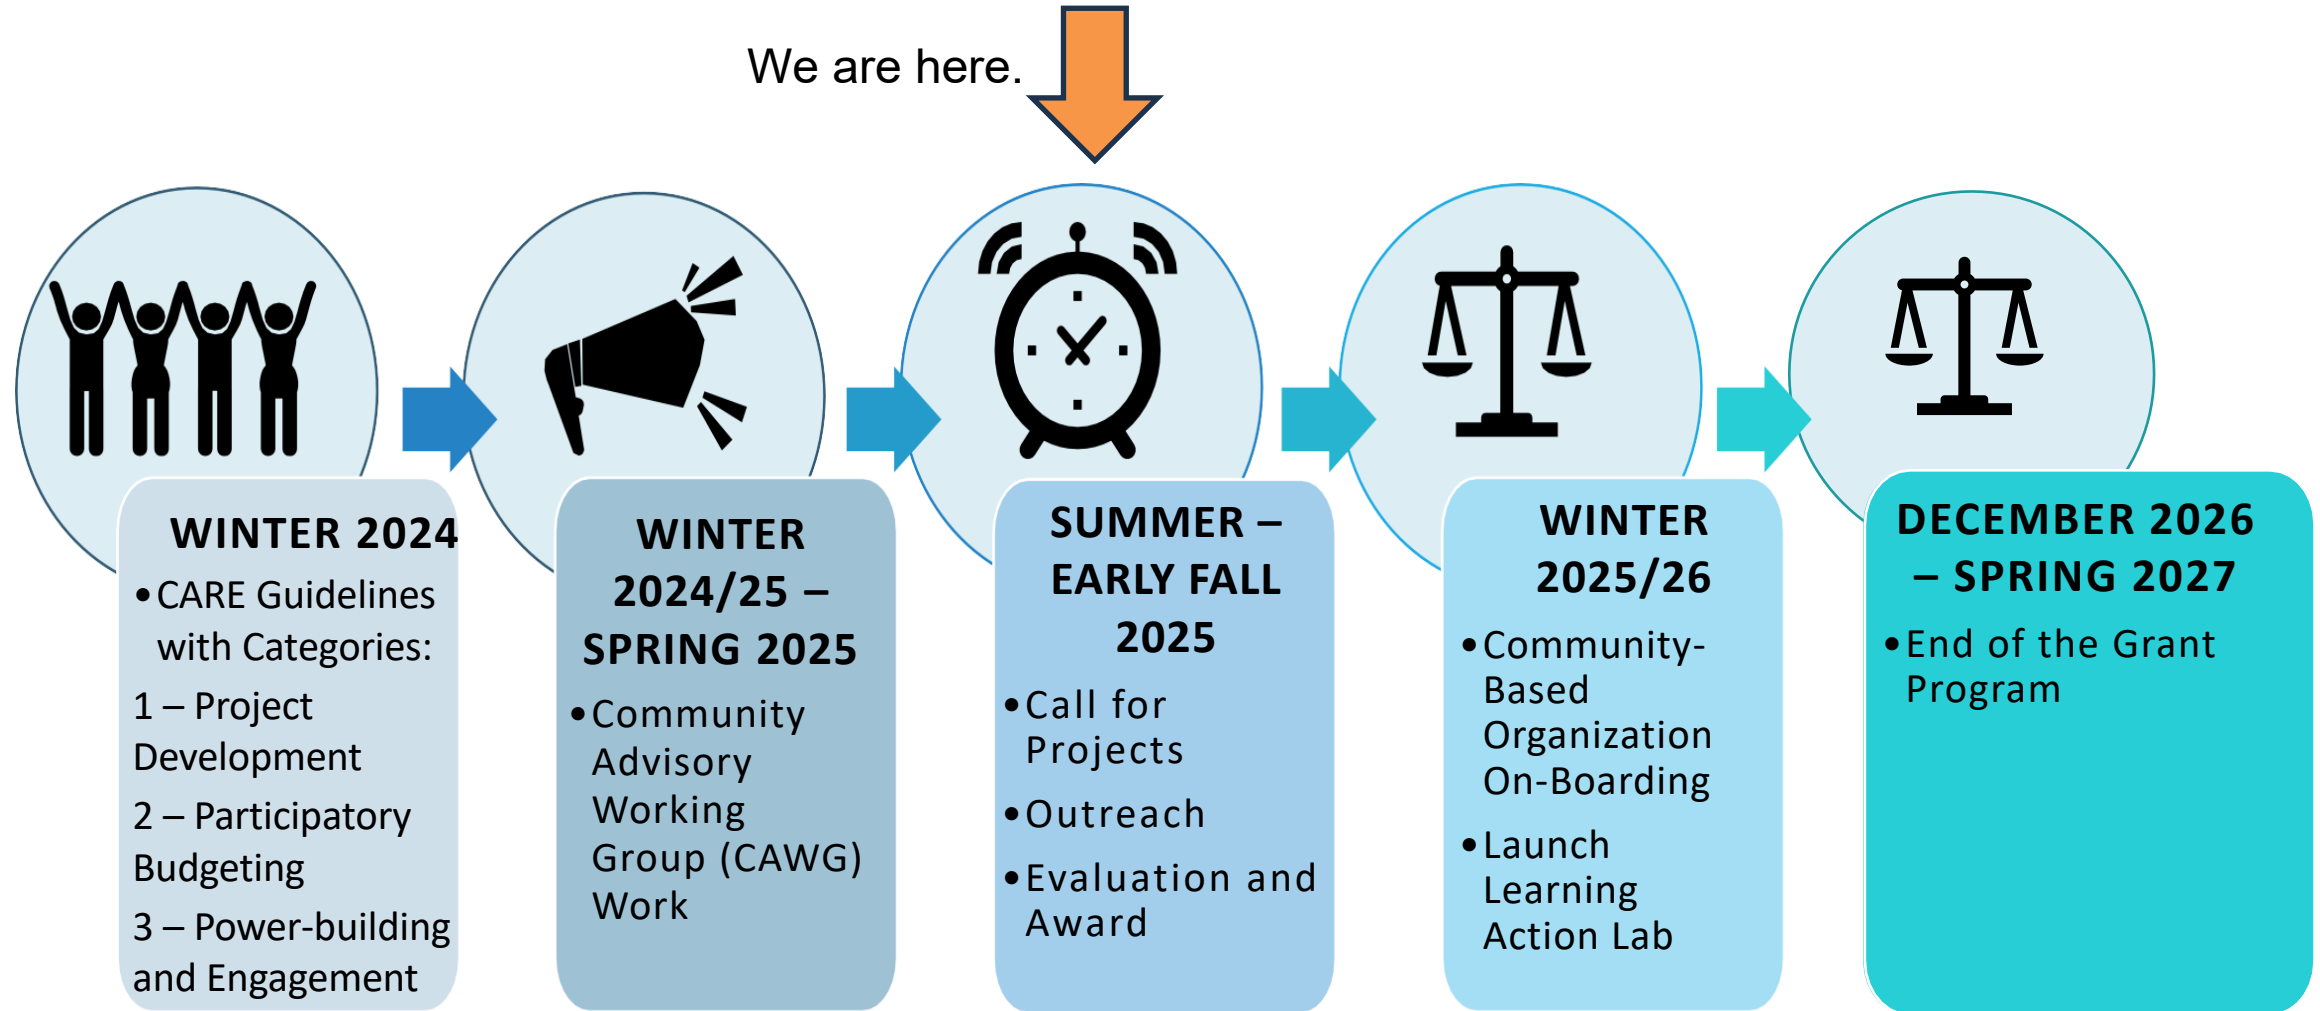 We are here.
WINTER 2024
•CARE Guidelines
with Categories:
1 – Project
Development
2 – Participatory
Budgeting
3 – Power-building
and Engagement
WINTER
2024/25 –
SPRING 2025
•Community
Advisory
Working
Group (CAWG)
Work
SUMMER –
EARLY FALL
2025
•Call for
Projects
•Outreach
•Evaluation and
Award
WINTER
2025/26
•Community-
Based
Organization
On-Boarding
•Launch
Learning
Action Lab
DECEMBER 2026
– SPRING 2027
•End of the Grant
Program